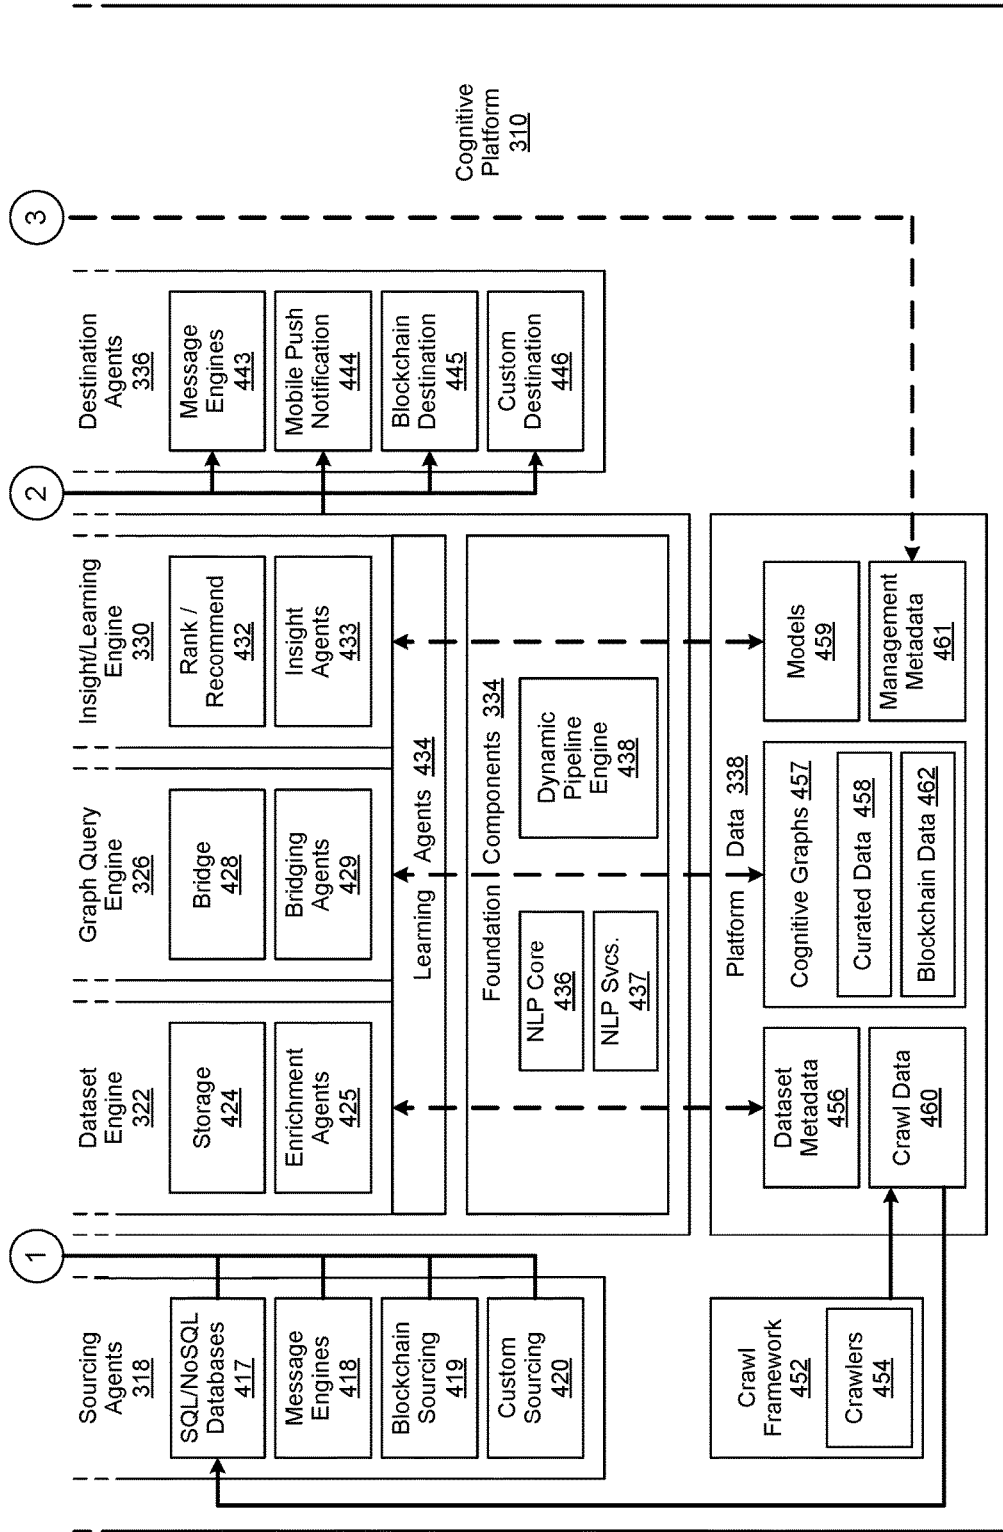 1
2
3
Sourcing
Agents
318
SQL/NoSQL
Databases
417
Message
Engines
418
Blockchain
Sourcing
419
Custom
Sourcing
420
Dataset
Engine
322
Storage
424
Enrichment
Agents
425
Graph Query
Engine
326
Bridge
428
Bridging
Agents
429
Insight/Learning
Engine
330
Rank /
Recommend
432
Insight
Agents
433
Learning Agents 434
Foundation Components 334
NLP Core
436
NLP Svcs.
437
Dynamic
Pipeline
Engine
438
Destination
Agents
336
Message
Engines
443
Mobile Push
Notification
444
Blockchain
Destination
445
Custom
Destination
446
Cognitive
Platform
310
Crawl
Framework
452
Crawlers
454
Platform Data 338
Dataset
Metadata
456
Crawl Data
460
Cognitive Graphs 457
Curated Data 458
Blockchain Data 462
Models
459
Management
Metadata
461